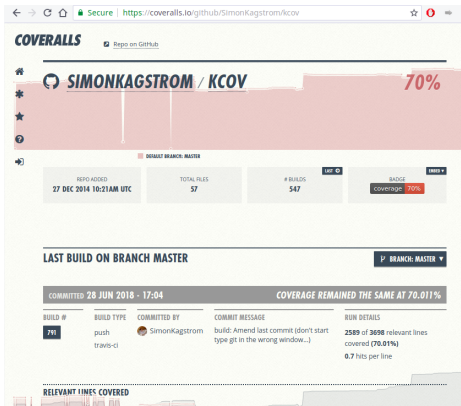 Secure https://coveralls.io/github/SimonKagstrom/kcov
COVERALLS
Repo on GitHub
SIMONKAGSTROM / KCOV
70%
DEFAULT BRANCH: MASTER
REPO ADDED
27 DEC 2014 10:21AM UTC
TOTAL FILES
57
LAST
# BUILDS
547
EMBED ▾
BADGE
coverage 70%
LAST BUILD ON BRANCH MASTER
BRANCH: MASTER ▾
COMMITTED 28 JUN 2018 - 17:04
COVERAGE REMAINED THE SAME AT 70.011%
BUILD #
791
BUILD TYPE
push
travis-ci
COMMITTED BY
SimonKagstrom
COMMIT MESSAGE
build: Amend last commit (don't start
type git in the wrong window...)
RUN DETAILS
2589 of 3698 relevant lines
covered (70.01%)
0.7 hits per line
RELEVANT LINES COVERED